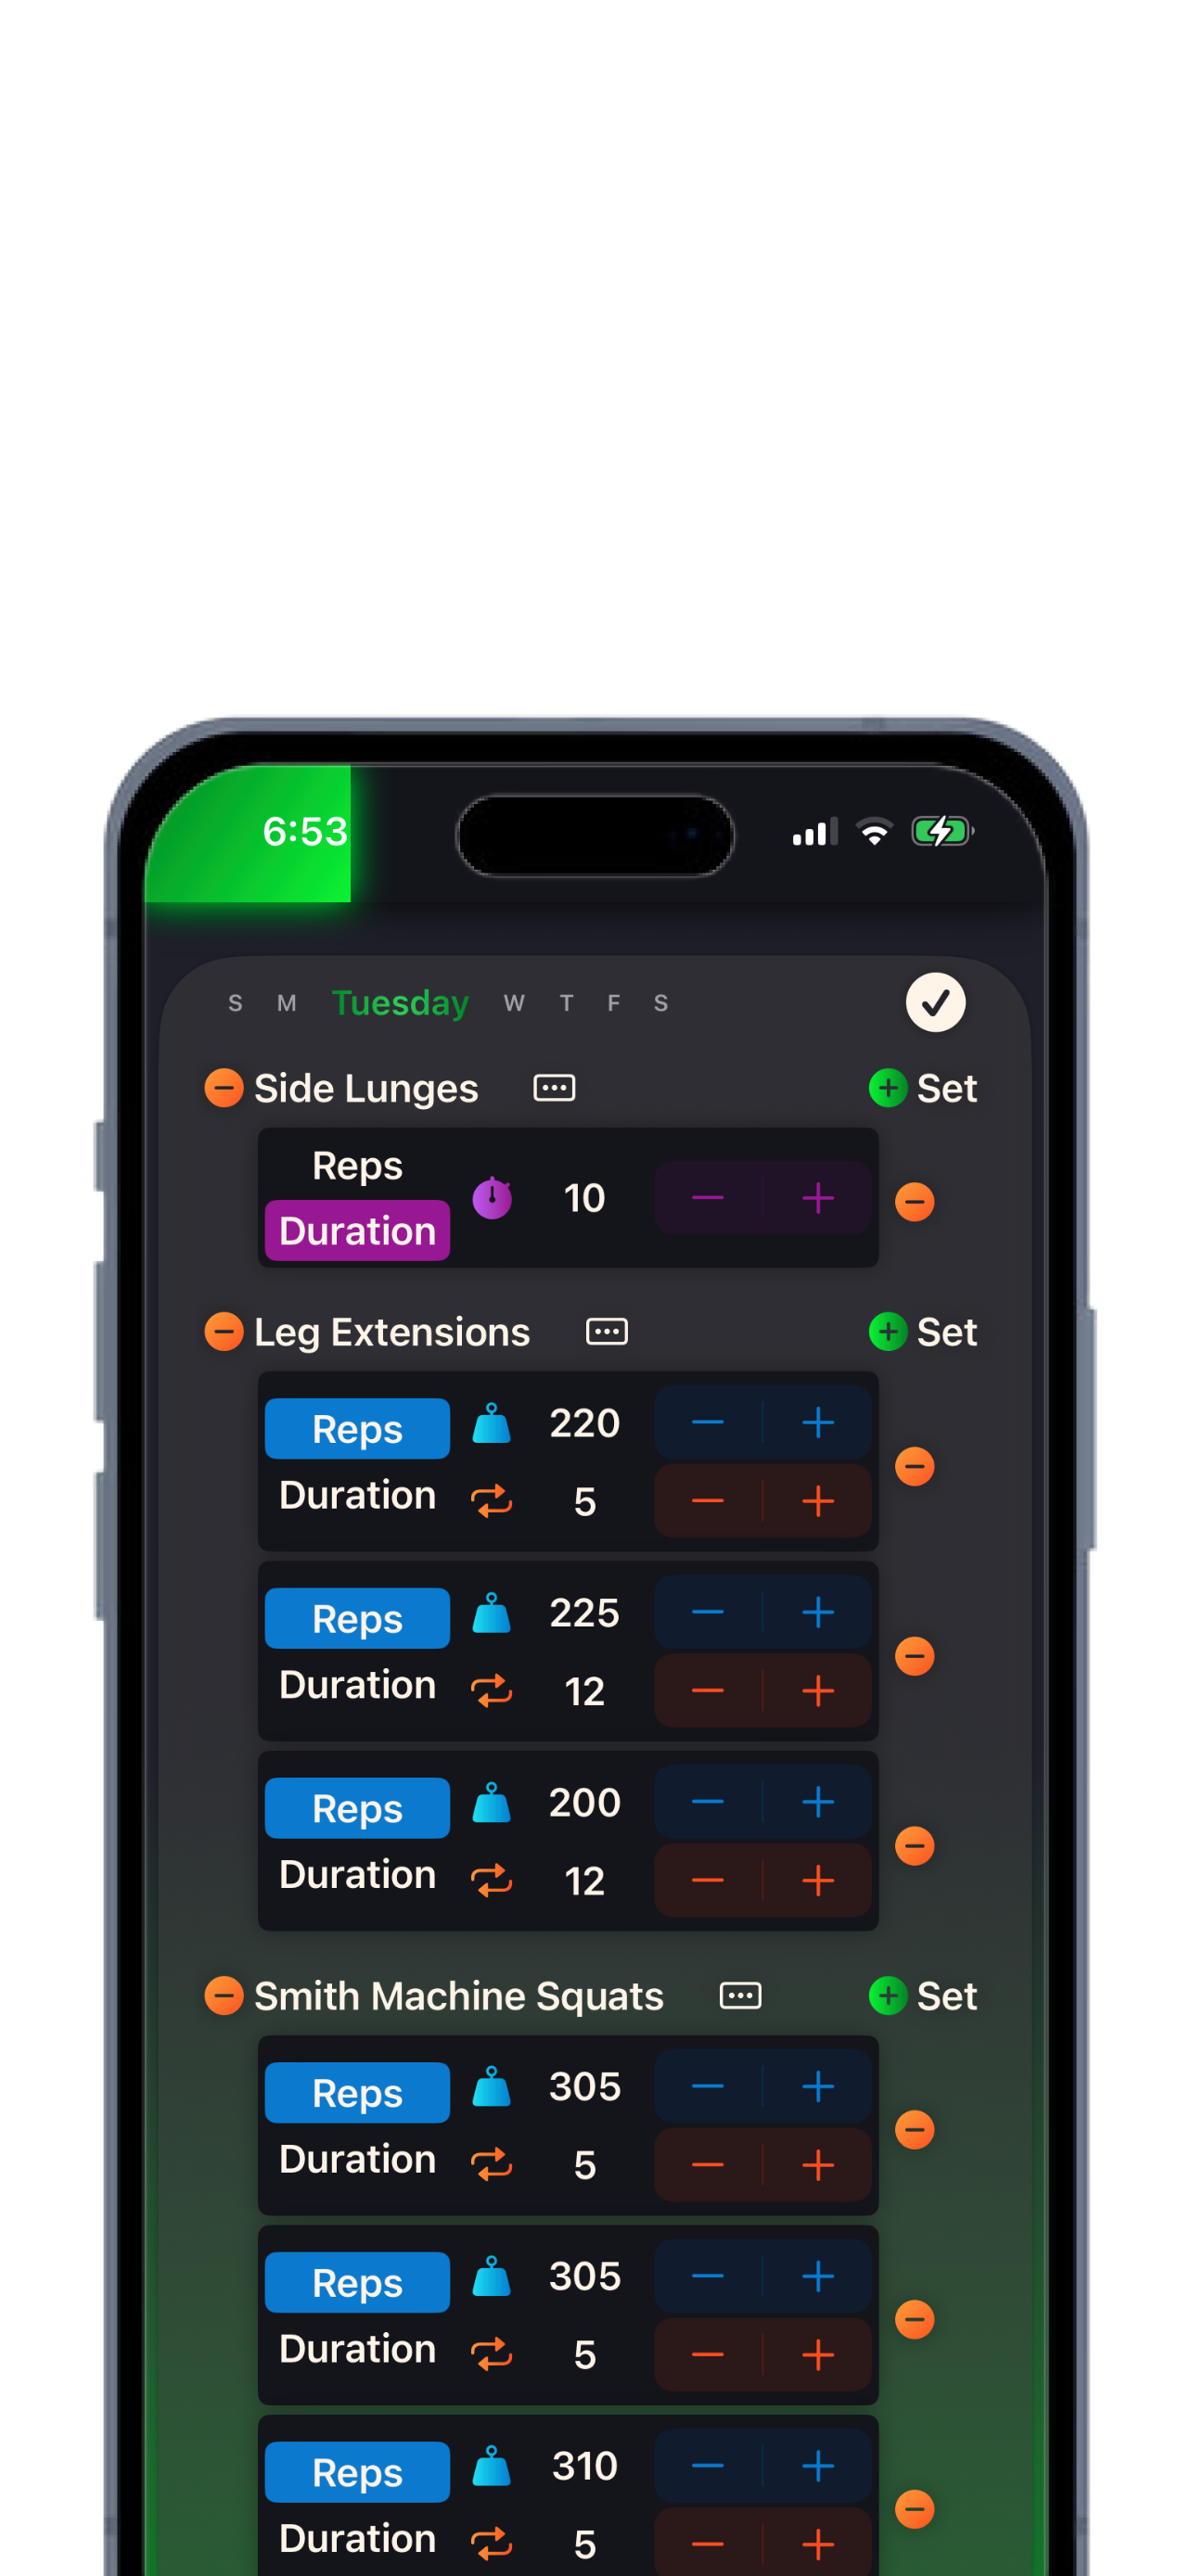 6:53
S M Tuesday W T F S
Side Lunges Set
Reps
Duration
10
Leg Extensions Set
Reps 220
Duration 5
Reps 225
Duration 12
Reps 200
Duration 12
Smith Machine Squats Set
Reps 305
Duration 5
Reps 305
Duration 5
Reps 310
Duration 5